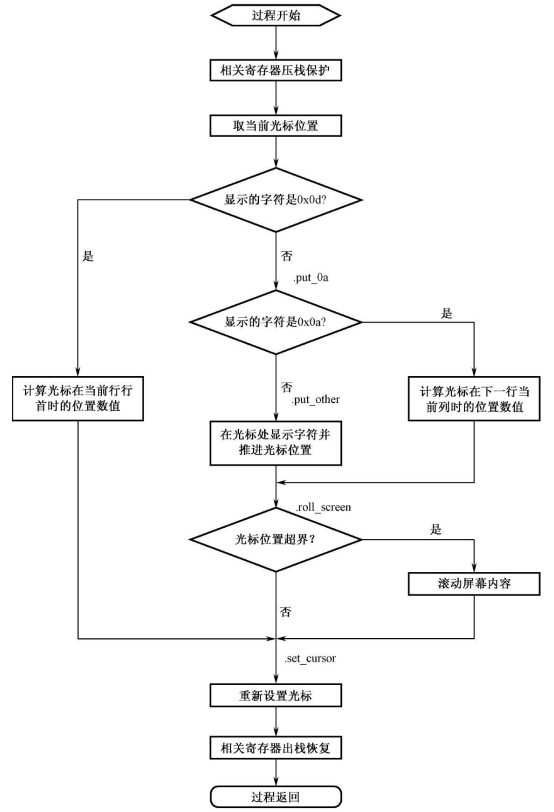 过程开始
相关寄存器压栈保护
取当前光标位置
显示的字符是0x0d?
是
否
.put_0a
显示的字符是0x0a?
是
计算光标在当前行行
首时的位置数值
否
.put_other
计算光标在下一行当
前列时的位置数值
在光标处显示字符并
推进光标位置
.roll_screen
光标位置超界？
是
滚动屏幕内容
否
.set_cursor
重新设置光标
相关寄存器出栈恢复
过程返回